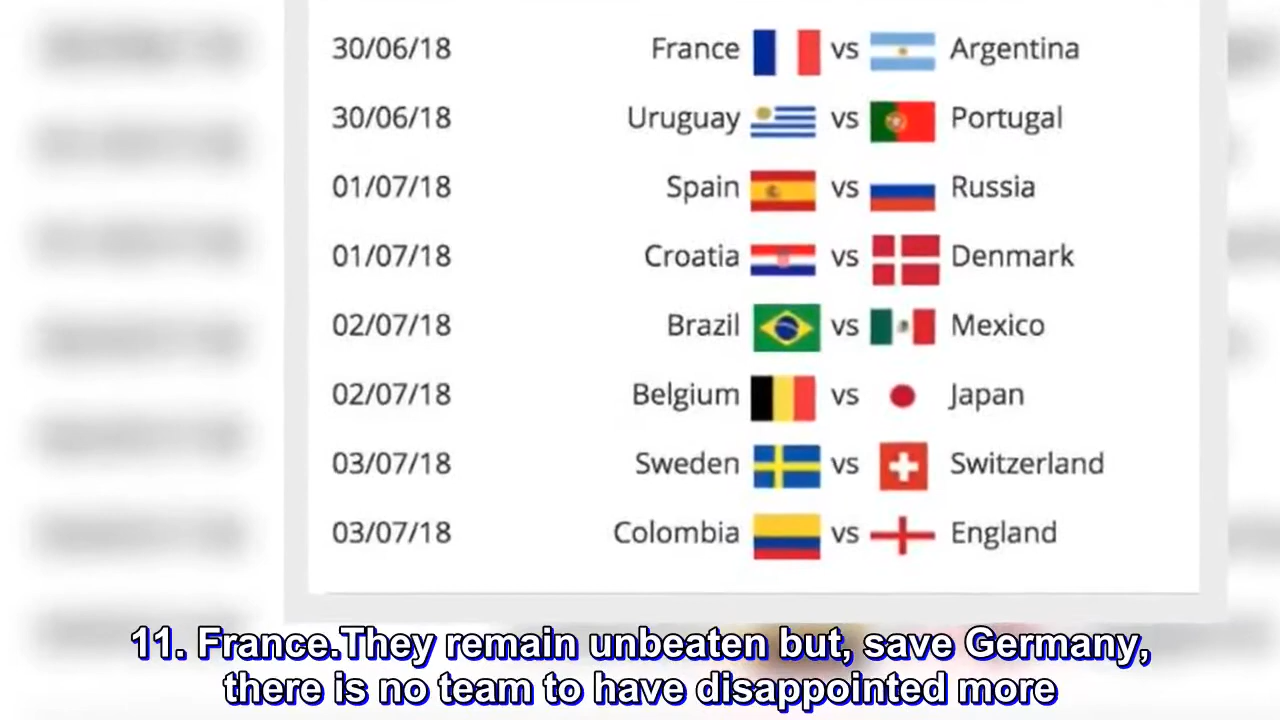 30/06/18 France vs Argentina
30/06/18 Uruguay vs Portugal
01/07/18 Spain vs Russia
01/07/18 Croatia vs Denmark
02/07/18 Brazil vs Mexico
02/07/18 Belgium vs Japan
03/07/18 Sweden vs Switzerland
03/07/18 Colombia vs England
11. France.They remain unbeaten but, save Germany,
there is no team to have disappointed more